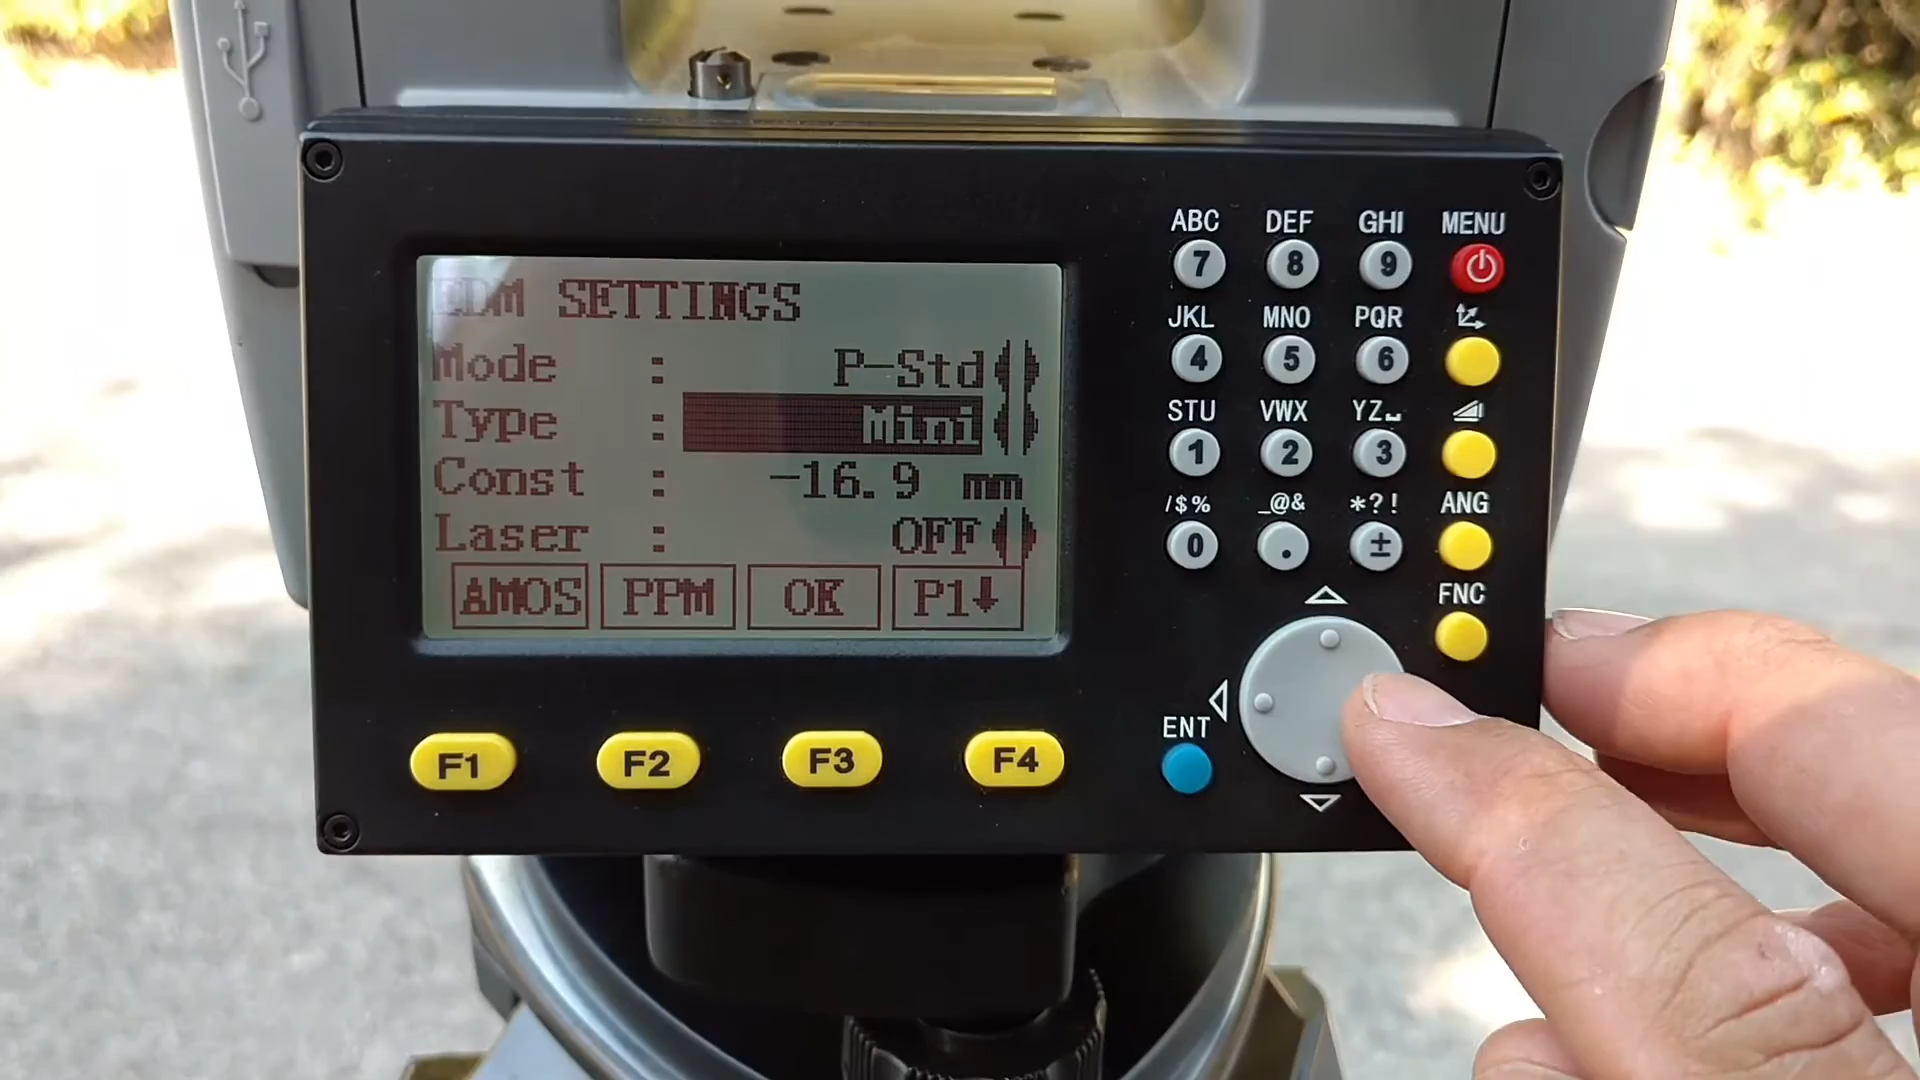 EDM SETTINGS
Mode : P-Std
Type : Mini
Const : -16.9 mm
Laser : OFF
AMOS PPM OK P1↓
F1 F2 F3 F4
ABC DEF GHI MENU
7 8 9
JKL MNO PQR
4 5 6
STU VWX YZ⎵
1 2 3
/$% _@& *?! ANG
0 . ±
FNC
ENT